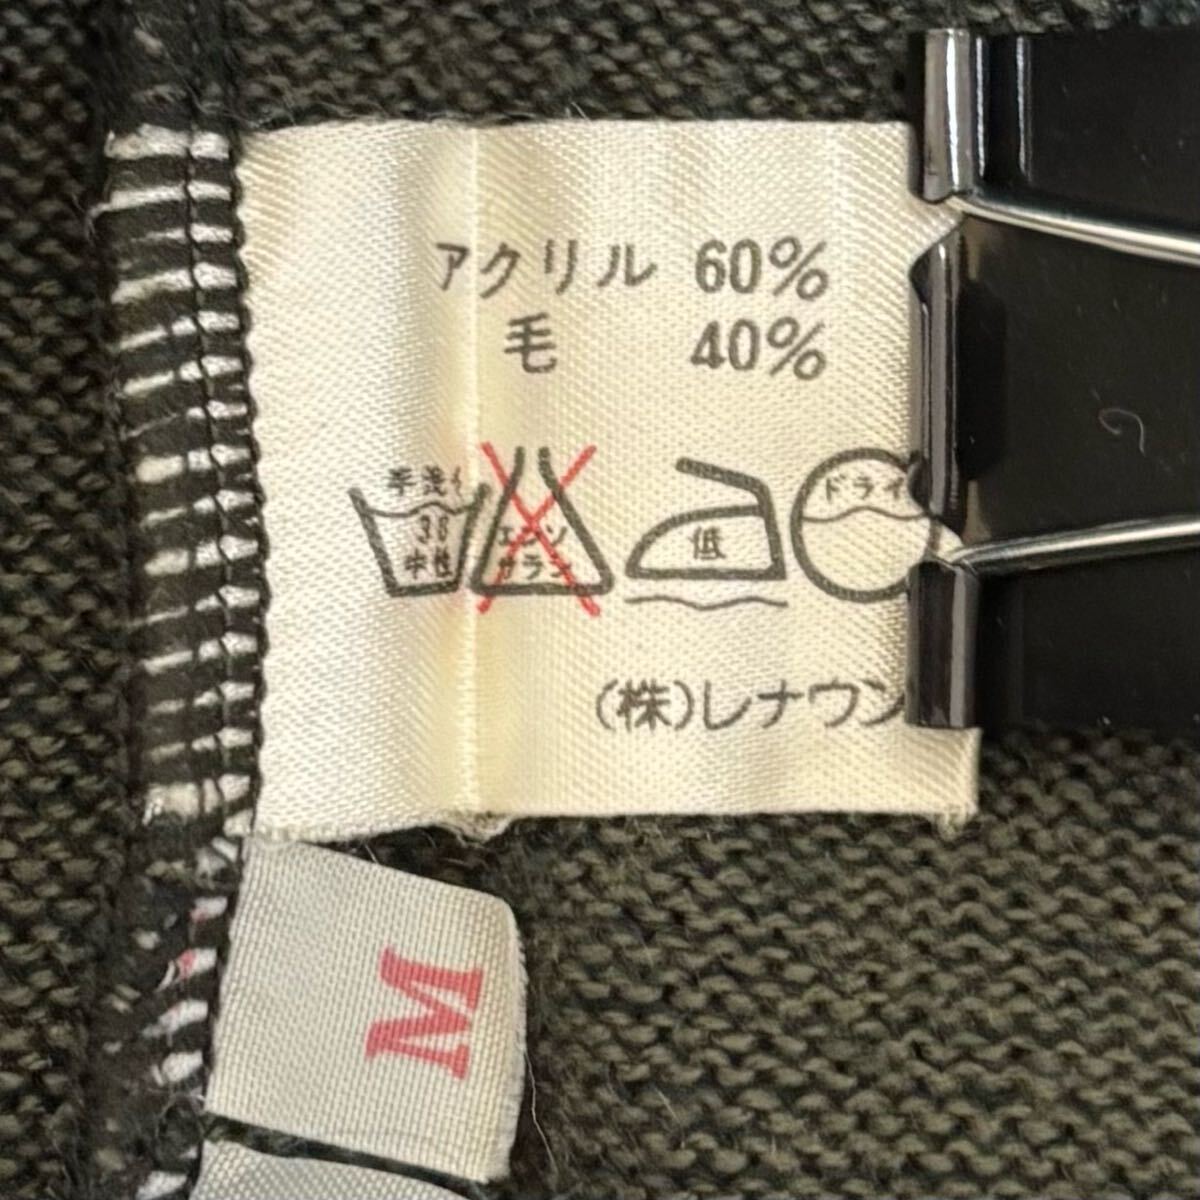 アクリル 60%
毛 40%
手洗イ
30
中性
エンソ
サラシ
低
ドライ
(株)レナウン
M